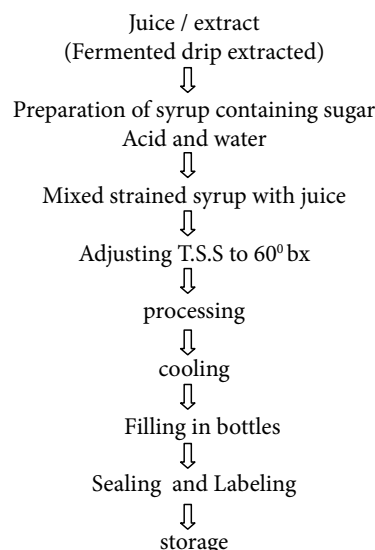 Juice / extract
(Fermented drip extracted)
Preparation of syrup containing sugar
Acid and water
Mixed strained syrup with juice
Adjusting T.S.S to 60⁰ bx
processing
cooling
Filling in bottles
Sealing and Labeling
storage